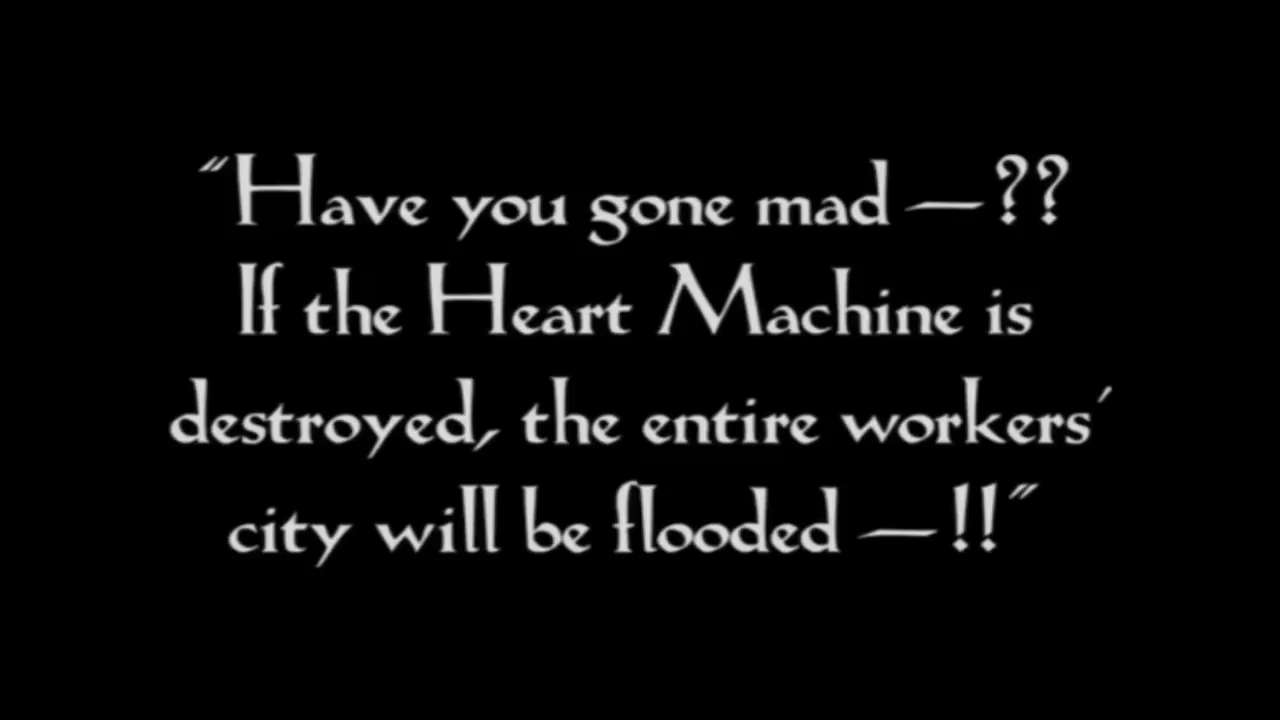 “Have you gone mad —??
If the Heart Machine is
destroyed, the entire workers’
city will be flooded —!!”